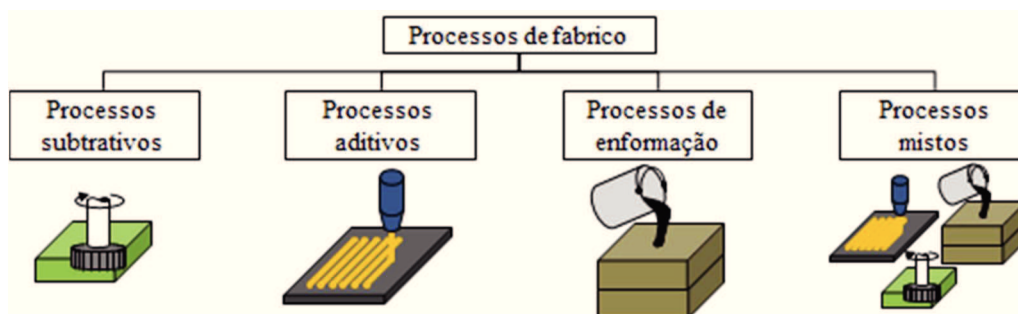 Processos de fabrico
Processos
subtrativos
Processos
aditivos
Processos de
enformação
Processos
mistos